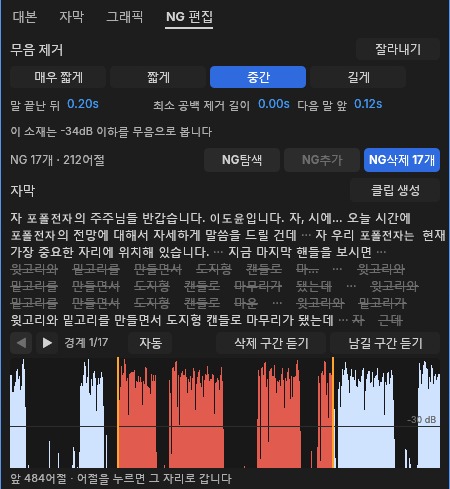 대본 자막 그래픽 NG 편집
무음 제거 잘라내기
매우 짧게 짧게 중간 길게
말 끝난 뒤 0.20s 최소 공백 제거 길이 0.00s 다음 말 앞 0.12s
이 소재는 -34dB 이하를 무음으로 봅니다
NG 17개 · 212어절 NG탐색 NG추가 NG삭제 17개
자막 클립 생성
자 포폴전자의 주주님들 반갑습니다. 이도윤입니다. 자, 시에... 오늘 시간에
포폴전자의 전망에 대해서 자세하게 말씀을 드릴 건데 ··· 자 우리 포폴전자는 현재
가장 중요한 자리에 위치해 있습니다. ··· 지금 마지막 핸들을 보시면 ···
윗고리와 밑고리를 만들면서 도지형 캔들로 마... ··· 윗고리와
밑고리를 만들면서 도지형 캔들로 마무리가 됐는데 ··· 윗고리와
밑고리를 만들면서 도지형 캔들로 마운 ··· 윗고리와 밑고리가
윗고리와 밑고리를 만들면서 도지형 캔들로 마무리가 됐는데 ··· 자 근데
◀ ▶ 경계 1/17 자동 삭제 구간 듣기 남길 구간 듣기
-30 dB
앞 484어절 · 어절을 누르면 그 자리로 갑니다